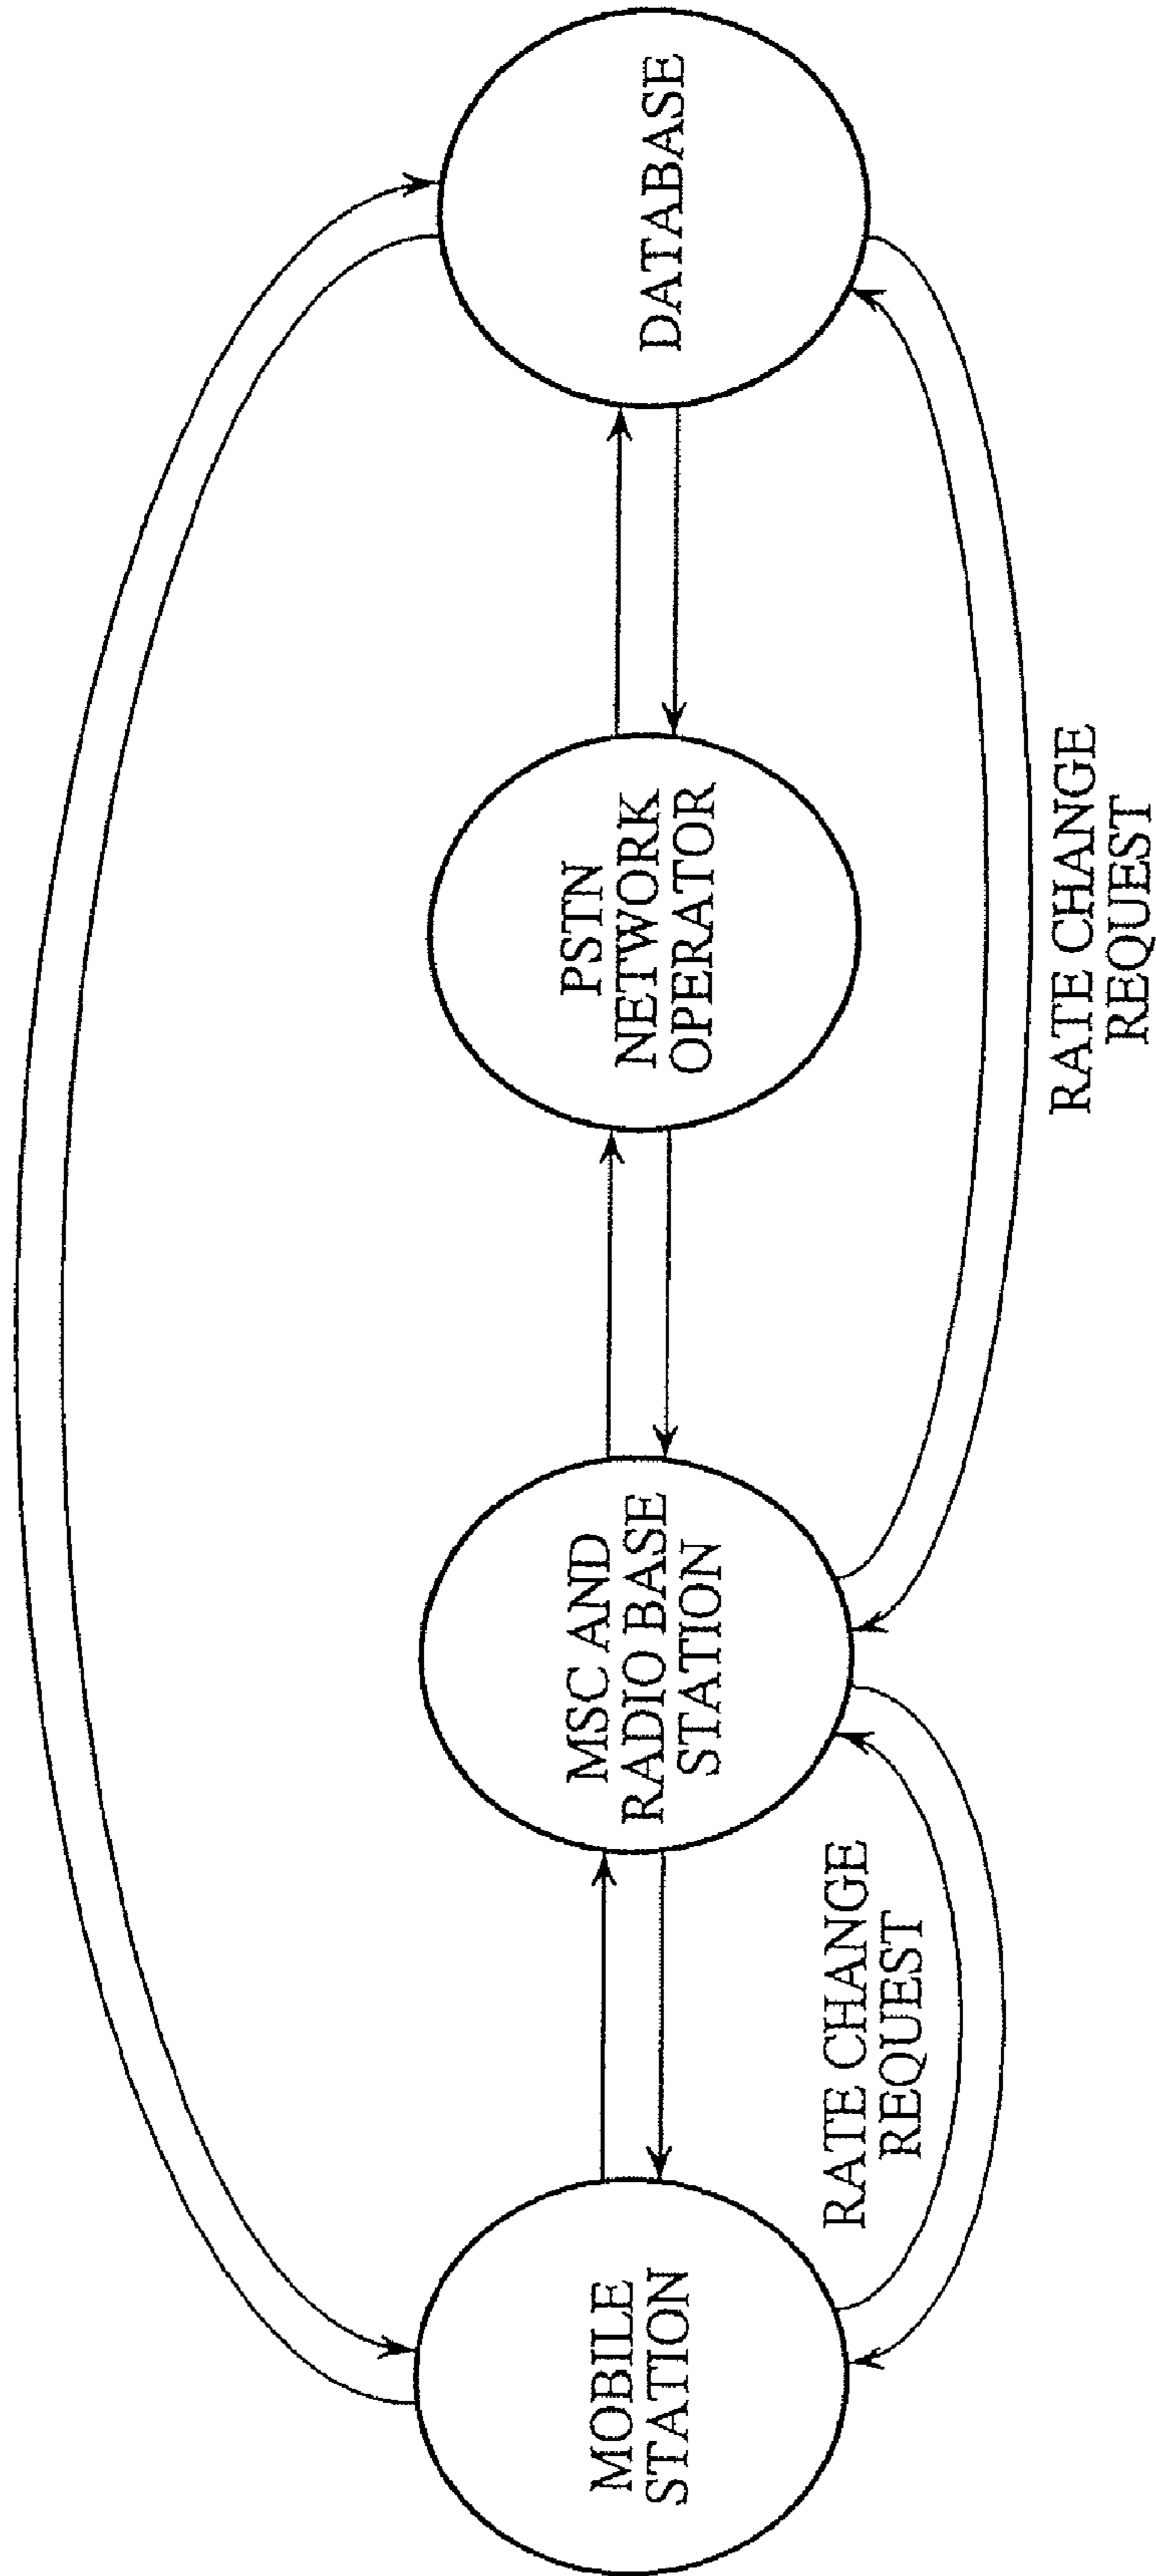 MOBILE
STATION
MSC AND
RADIO BASE
STATION
PSTN
NETWORK
OPERATOR
DATABASE
RATE CHANGE
REQUEST
RATE CHANGE
REQUEST